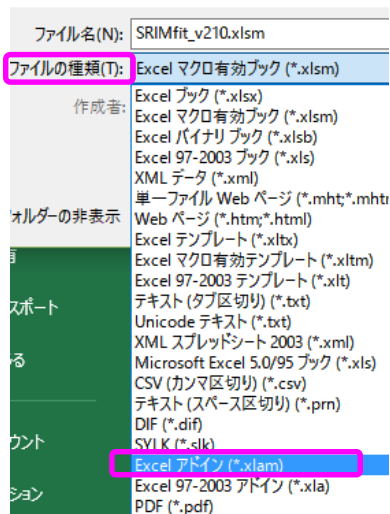 ファイル名(N): SRIMfit_v210.xlsm
ファイルの種類(T): Excel マクロ有効ブック (*.xlsm)
作成者:
Excel ブック (*.xlsx)
Excel マクロ有効ブック (*.xlsm)
Excel バイナリ ブック (*.xlsb)
Excel 97-2003 ブック (*.xls)
XML データ (*.xml)
単一ファイル Web ページ (*.mht;*.mhtm
ォルダーの非表示
Web ページ (*.htm;*.html)
Excel テンプレート (*.xltx)
Excel マクロ有効テンプレート (*.xltm)
Excel 97-2003 テンプレート (*.xlt)
スポート
テキスト (タブ区切り) (*.txt)
Unicode テキスト (*.txt)
XML スプレッドシート 2003 (*.xml)
る
Microsoft Excel 5.0/95 ブック (*.xls)
CSV (カンマ区切り) (*.csv)
テキスト (スペース区切り) (*.prn)
DIF (*.dif)
ウント
SYLK (*.slk)
Excel アドイン (*.xlam)
ション
Excel 97-2003 アドイン (*.xla)
PDF (*.pdf)